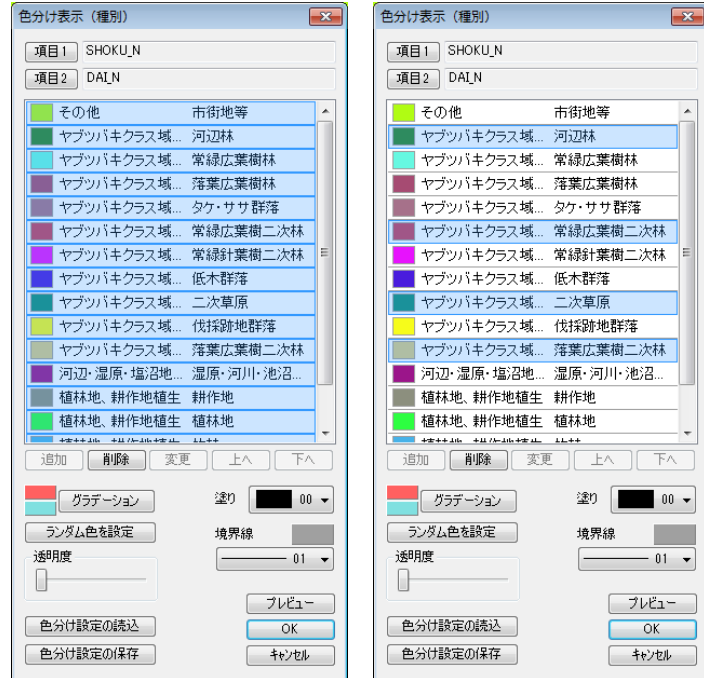 色分け表示（種別）
項目1 SHOKU_N
項目2 DAI_N
その他 市街地等
ヤブツバキクラス域... 河辺林
ヤブツバキクラス域... 常緑広葉樹林
ヤブツバキクラス域... 落葉広葉樹林
ヤブツバキクラス域... タケ・ササ群落
ヤブツバキクラス域... 常緑広葉樹二次林
ヤブツバキクラス域... 常緑針葉樹二次林
ヤブツバキクラス域... 低木群落
ヤブツバキクラス域... 二次草原
ヤブツバキクラス域... 伐採跡地群落
ヤブツバキクラス域... 落葉広葉樹二次林
河辺・湿原・塩沼地... 湿原・河川・池沼...
植林地、耕作地植生 耕作地
植林地、耕作地植生 植林地
追加 削除 変更 上へ 下へ
グラデーション 塗り 00
ランダム色を設定 境界線
透明度 01
プレビュー
色分け設定の読込 OK
色分け設定の保存 キャンセル
色分け表示（種別）
項目1 SHOKU_N
項目2 DAI_N
その他 市街地等
ヤブツバキクラス域... 河辺林
ヤブツバキクラス域... 常緑広葉樹林
ヤブツバキクラス域... 落葉広葉樹林
ヤブツバキクラス域... タケ・ササ群落
ヤブツバキクラス域... 常緑広葉樹二次林
ヤブツバキクラス域... 常緑針葉樹二次林
ヤブツバキクラス域... 低木群落
ヤブツバキクラス域... 二次草原
ヤブツバキクラス域... 伐採跡地群落
ヤブツバキクラス域... 落葉広葉樹二次林
河辺・湿原・塩沼地... 湿原・河川・池沼...
植林地、耕作地植生 耕作地
植林地、耕作地植生 植林地
追加 削除 変更 上へ 下へ
グラデーション 塗り 00
ランダム色を設定 境界線
透明度 01
プレビュー
色分け設定の読込 OK
色分け設定の保存 キャンセル